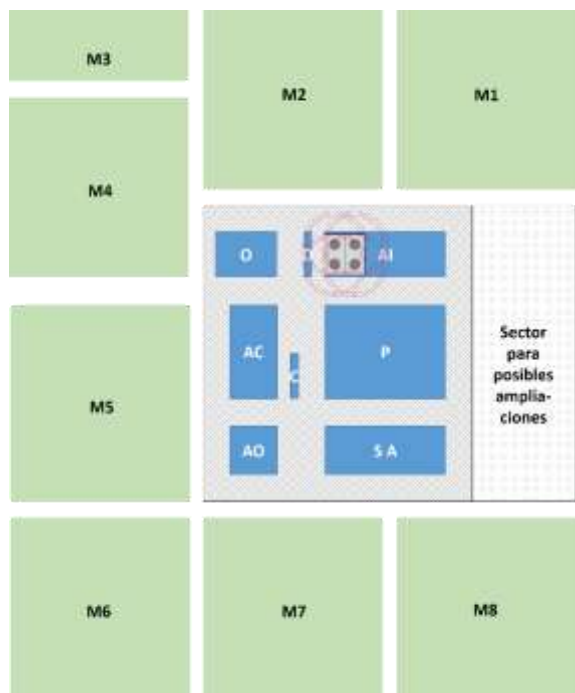 M3
M2
M1
M4
O
AI
Sector
para
posibles
amplia-
ciones
AC
P
C
M5
AO
S A
M6
M7
M8